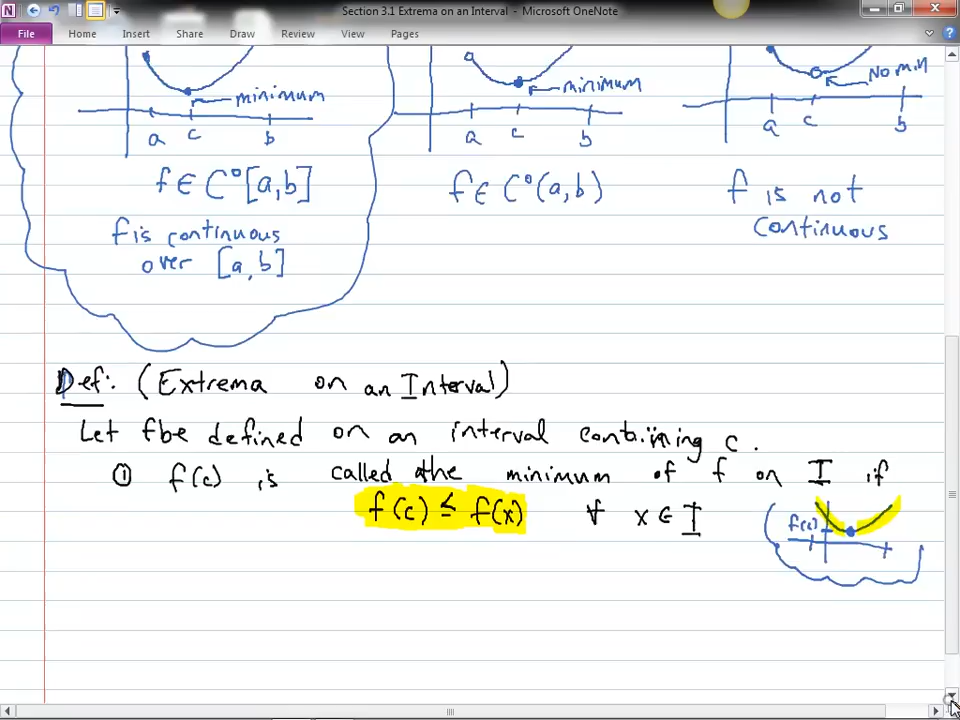 Section 3.1 Extrema on an Interval - Microsoft OneNote
File Home Insert Share Draw Review View Pages
minimum minimum No min
a c b a c b a c b
f ∈ C⁰[a,b] f ∈ C⁰(a,b) f is not
continuous
f is continuous
over [a,b]
Def: (Extrema on an Interval)
Let f be defined on an interval containing c.
① f(c) is called the minimum of f on I if
f(c) ≤ f(x) ∀ x ∈ I
f(c)